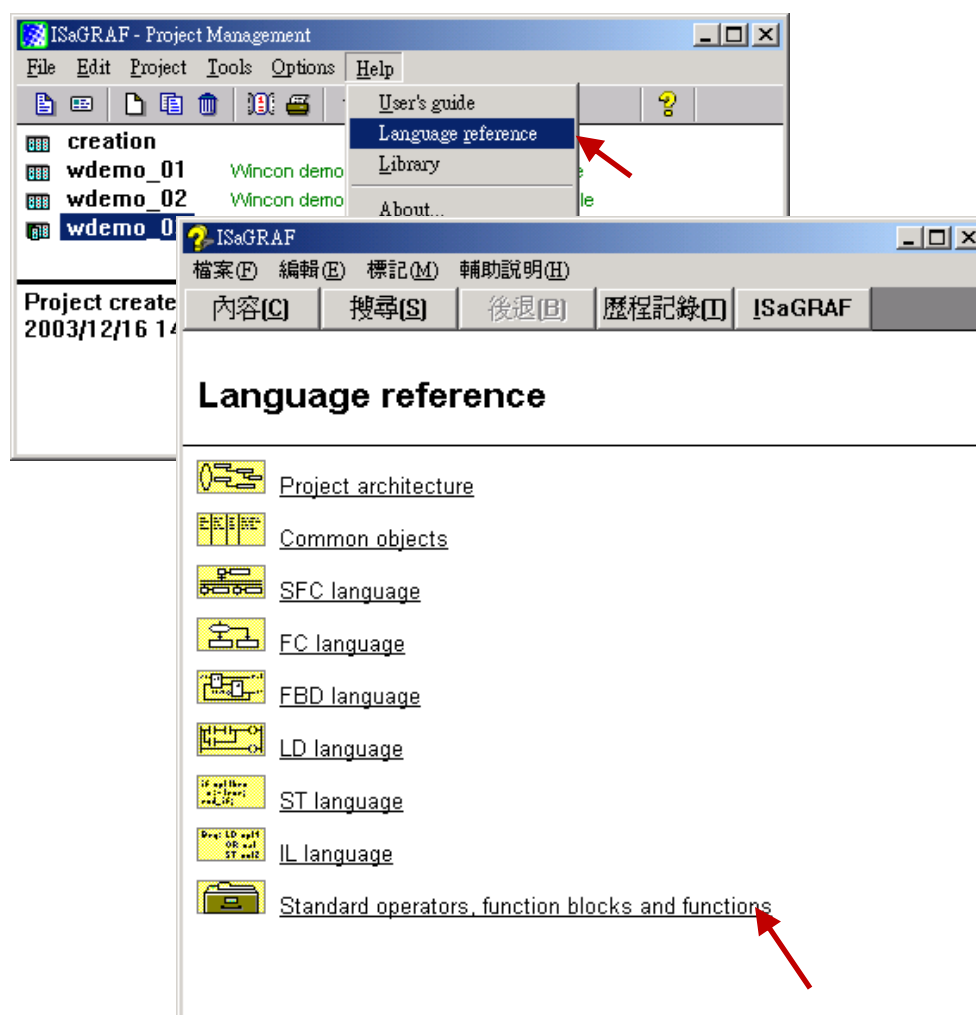 ISaGRAF - Project Management
File Edit Project Tools Options Help
User's guide
Language reference
Library
About...
creation
wdemo_01 Wincon demo
wdemo_02 Wincon demo le
wdemo_0
Project create
2003/12/16 14
ISaGRAF
檔案(F) 編輯(E) 標記(M) 輔助說明(H)
內容(C) 搜尋(S) 後退(B) 歷程記錄(T) ISaGRAF
Language reference
Project architecture
Common objects
SFC language
FC language
FBD language
LD language
ST language
IL language
Standard operators, function blocks and functions